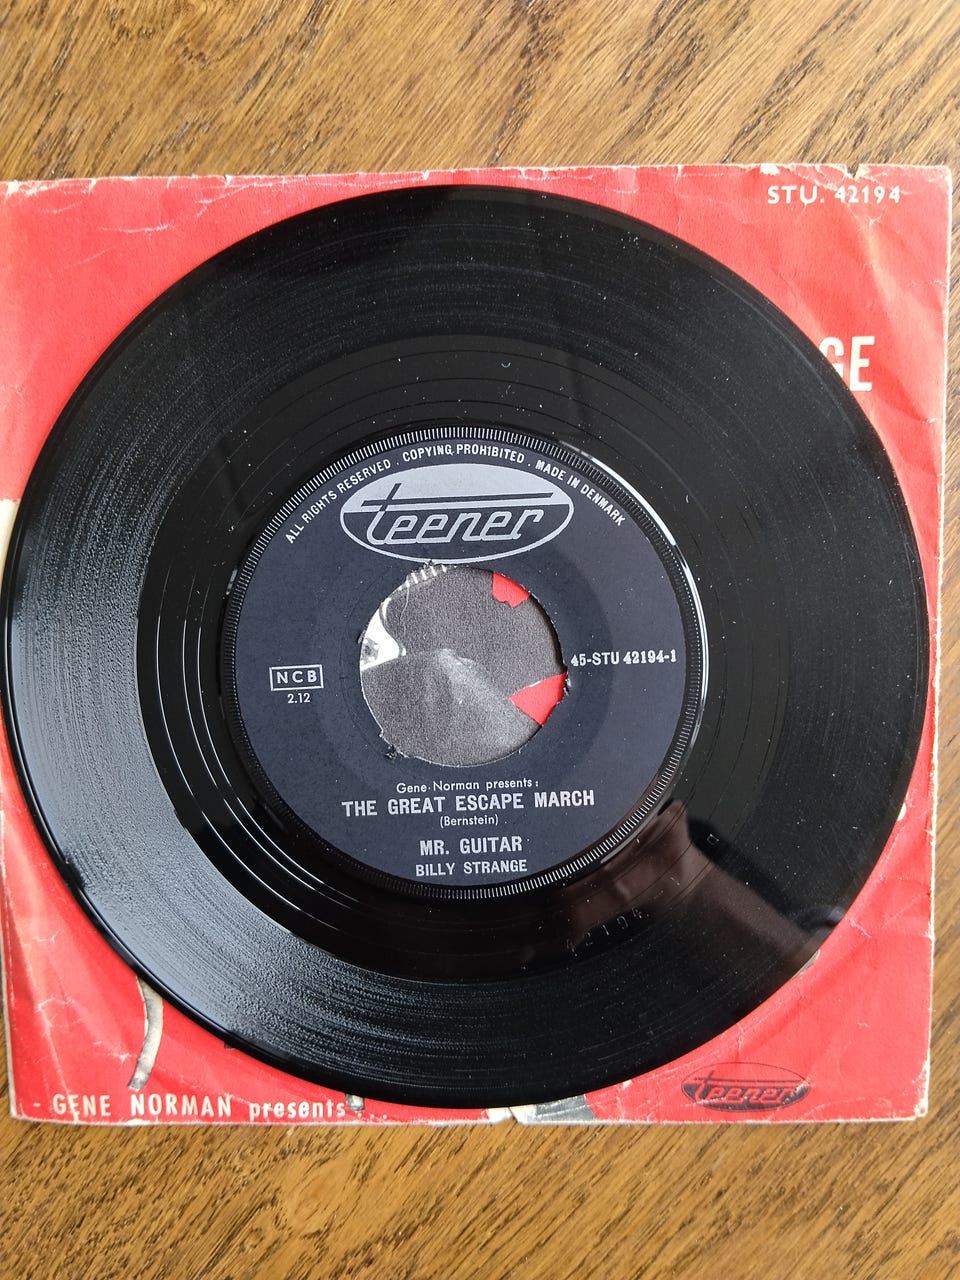 STU. 42194
GE
ALL RIGHTS RESERVED . COPYING PROHIBITED . MADE IN DENMARK
teener
NCB
2.12
45-STU 42194-1
Gene Norman presents:
THE GREAT ESCAPE MARCH
(Bernstein)
MR. GUITAR
BILLY STRANGE
42194
teener
- GENE NORMAN presents